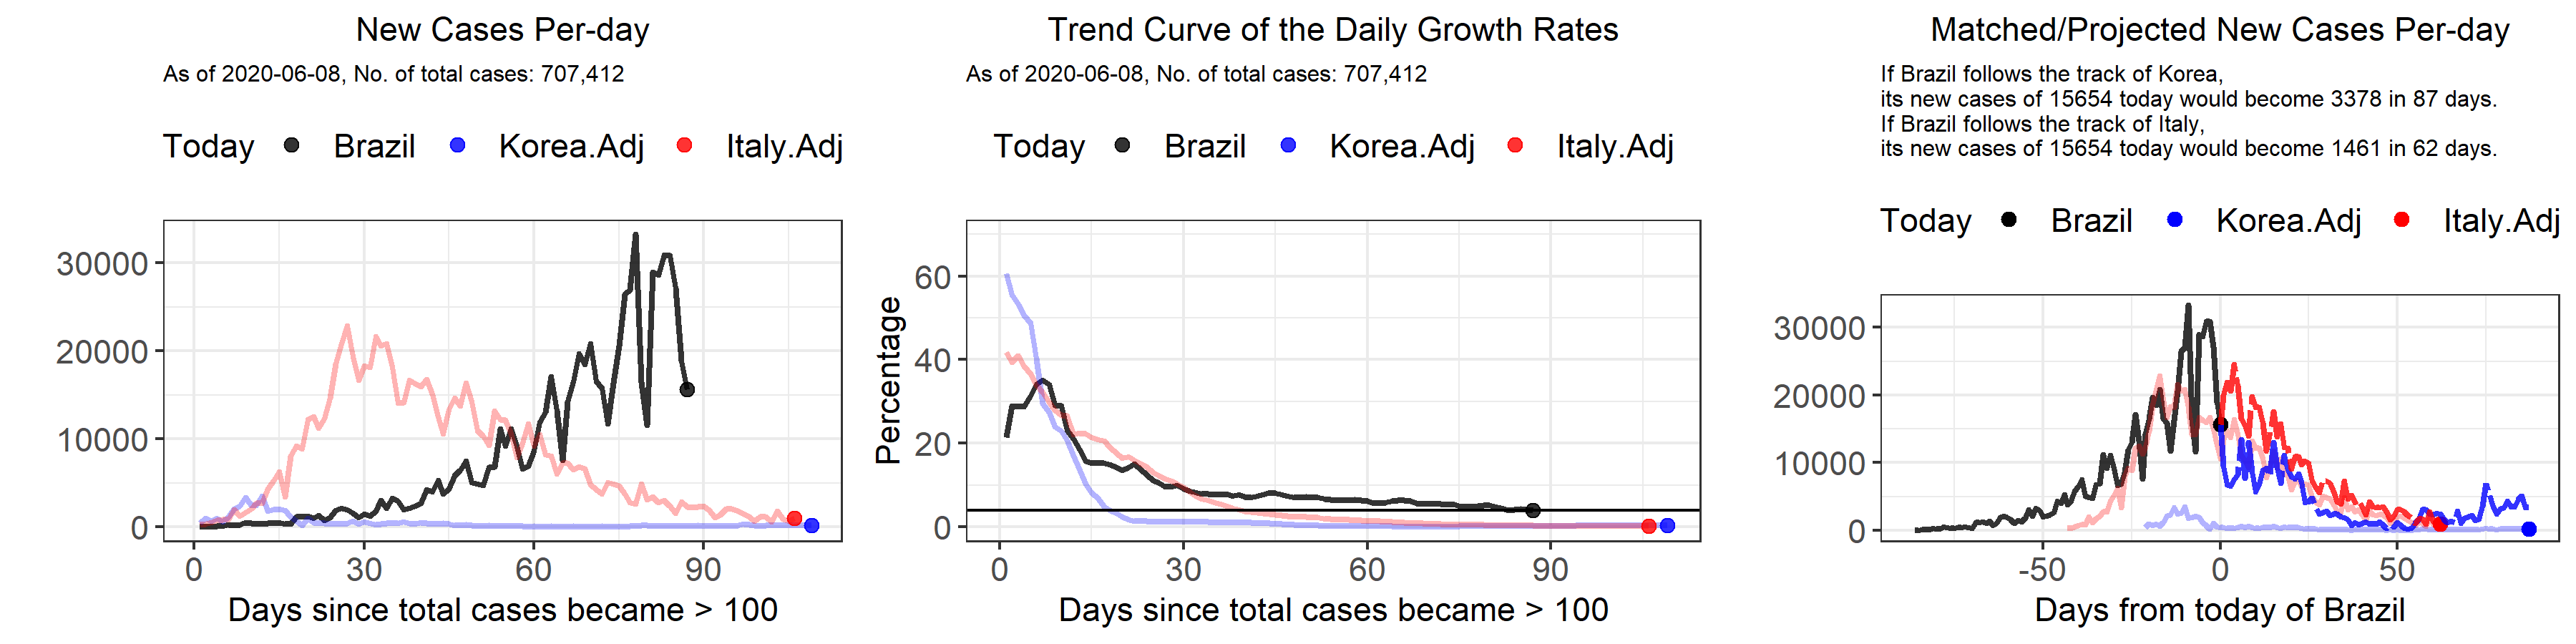 New Cases Per-day
As of 2020-06-08, No. of total cases: 707,412
Today Brazil Korea.Adj Italy.Adj
30000
20000
10000
0
0 30 60 90
Days since total cases became > 100
Trend Curve of the Daily Growth Rates
As of 2020-06-08, No. of total cases: 707,412
Today Brazil Korea.Adj Italy.Adj
Percentage
60
40
20
0
0 30 60 90
Days since total cases became > 100
Matched/Projected New Cases Per-day
If Brazil follows the track of Korea,
its new cases of 15654 today would become 3378 in 87 days.
If Brazil follows the track of Italy,
its new cases of 15654 today would become 1461 in 62 days.
Today Brazil Korea.Adj Italy.Adj
30000
20000
10000
0
-50 0 50
Days from today of Brazil